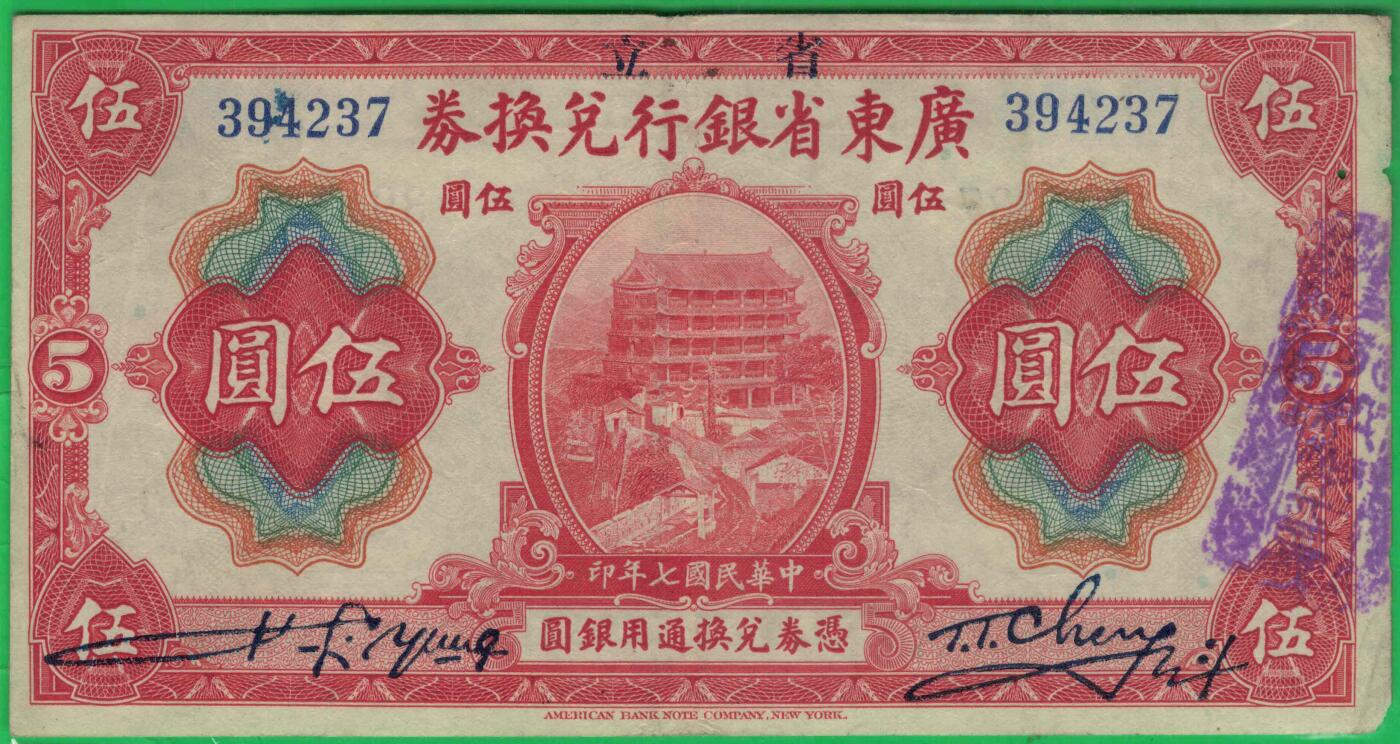 省立
伍 伍
394237 廣東省銀行兌換券 394237
伍圓 伍圓
伍圓 伍圓
5 5
中華民國七年印
憑券兌換通用銀圓
伍 伍
T.T. Cheng
AMERICAN BANK NOTE COMPANY, NEW YORK.